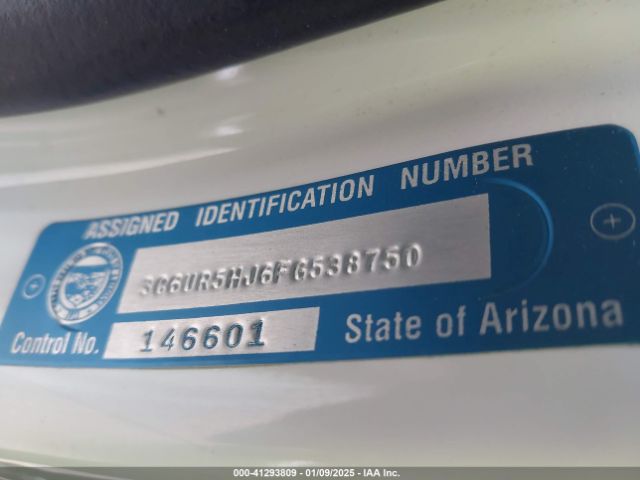 ASSIGNED IDENTIFICATION NUMBER
3C6UR5HJ6FG538750
Control No. 146601 State of Arizona
000-41293809 - 01/09/2025 - IAA Inc.